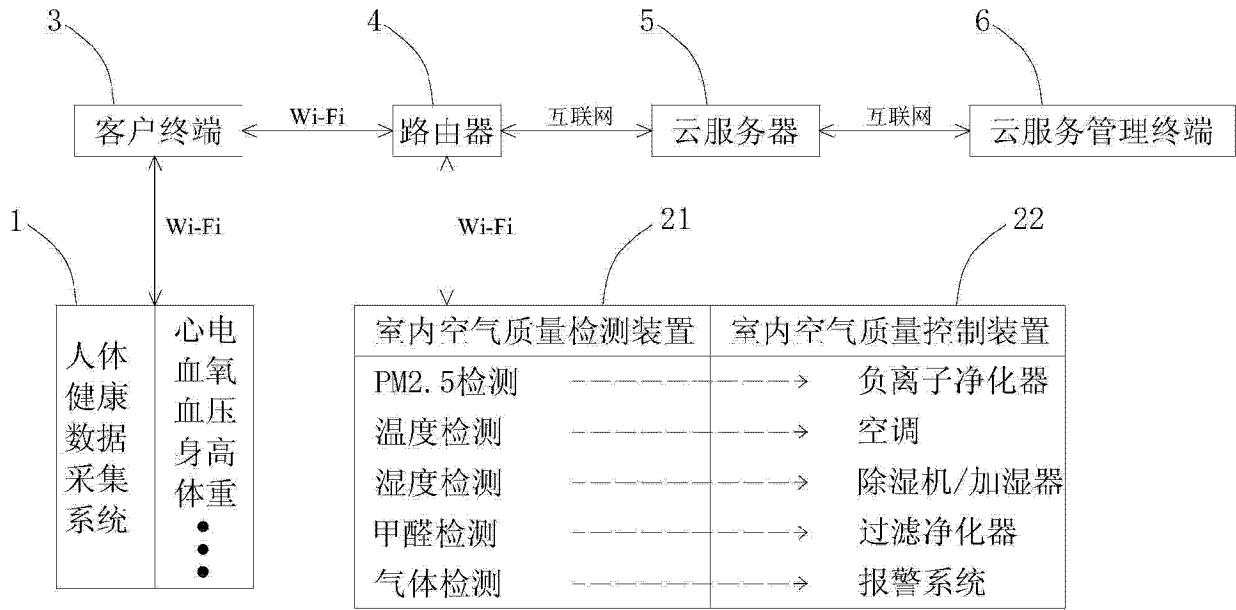 3
4
5
6
客户终端
Wi-Fi
路由器
互联网
云服务器
互联网
云服务管理终端
1
Wi-Fi
Wi-Fi
21
22
人体
健康
数据
采集
系统
心电
血氧
血压
身高
体重
室内空气质量检测装置
室内空气质量控制装置
PM2.5检测
负离子净化器
温度检测
空调
湿度检测
除湿机/加湿器
甲醛检测
过滤净化器
气体检测
报警系统